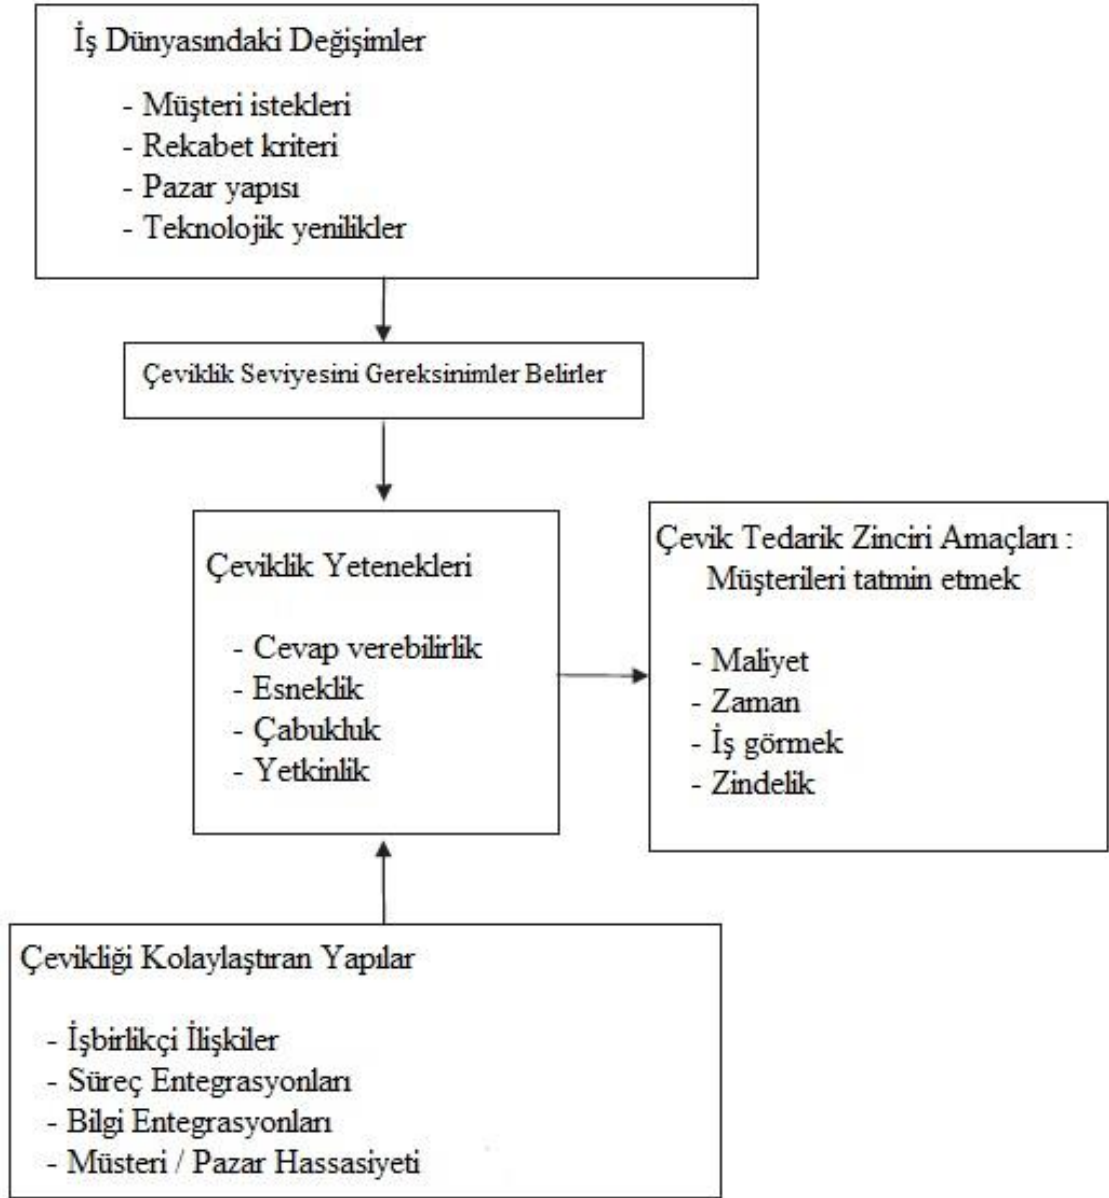 İş Dünyasındaki Değişimler
- Müşteri istekleri
- Rekabet kriteri
- Pazar yapısı
- Teknolojik yenilikler
Çeviklik Seviyesini Gereksinimler Belirler
Çeviklik Yetenekleri
- Cevap verebilirlik
- Esneklik
- Çabukluk
- Yetkinlik
Çevik Tedarik Zinciri Amaçları :
Müşterileri tatmin etmek
- Maliyet
- Zaman
- İş görmek
- Zindelik
Çevikliği Kolaylaştıran Yapılar
- İşbirlikçi İlişkiler
- Süreç Entegrasyonları
- Bilgi Entegrasyonları
- Müsteri / Pazar Hassasiyeti